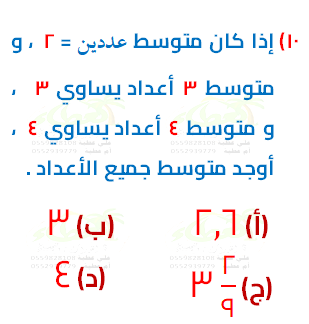 ١٠) إذا كان متوسط عددين = ٢ ، و
متوسط ٣ أعداد يساوي ٣ ،
و متوسط ٤ أعداد يساوي ٤ ،
أوجد متوسط جميع الأعداد .
(أ) ٢,٦ (ب) ٣
(ج) ٣ ٢/٩ (د) ٤